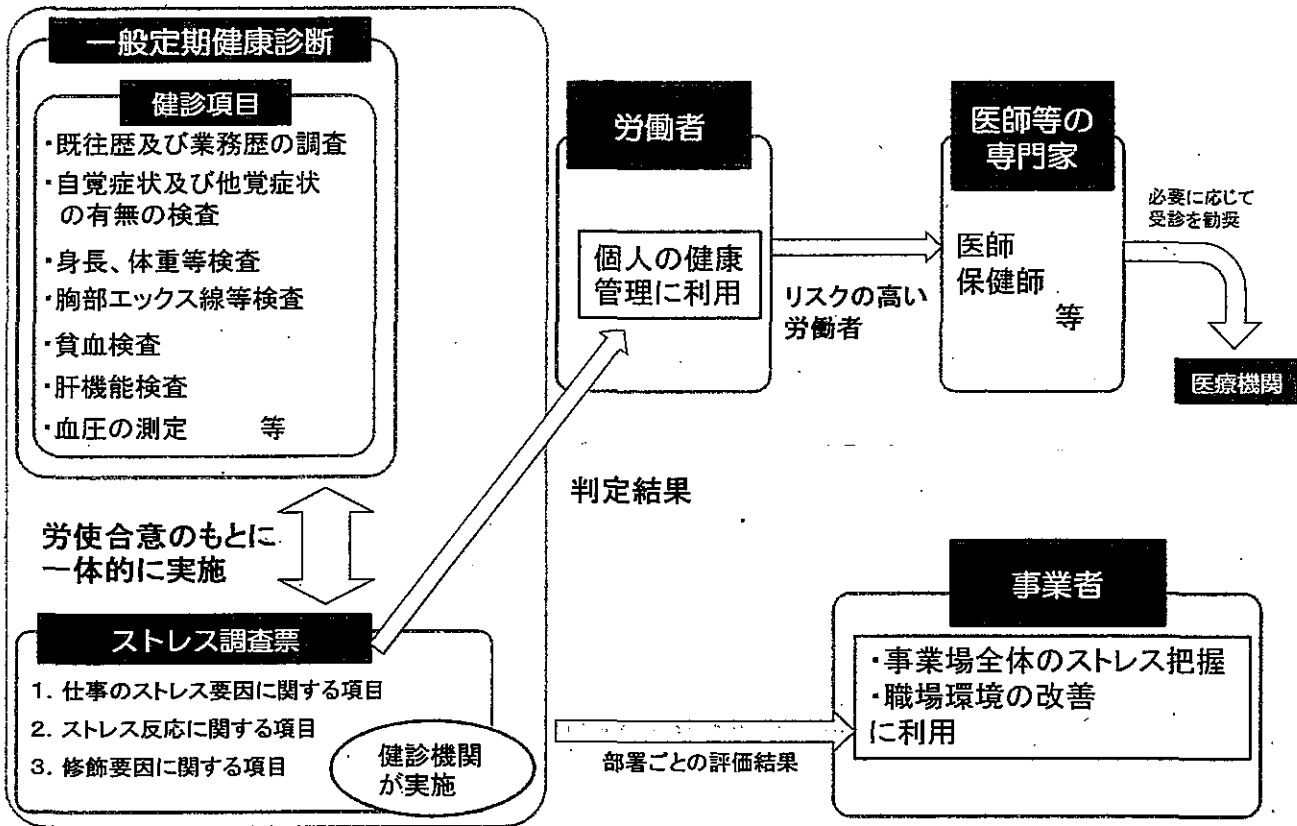 一般定期健康診断
健診項目
・既往歴及び業務歴の調査
・自覚症状及び他覚症状
の有無の検査
・身長、体重等検査
・胸部エックス線等検査
・貧血検査
・肝機能検査
・血圧の測定 等
労使合意のもとに
一体的に実施
ストレス調査票
1. 仕事のストレス要因に関する項目
2. ストレス反応に関する項目
3. 修飾要因に関する項目
健診機関
が実施
労働者
個人の健康
管理に利用
リスクの高い
労働者
医師等の
専門家
医師
保健師
等
必要に応じて
受診を勧奨
医療機関
判定結果
部署ごとの評価結果
事業者
・事業場全体のストレス把握
・職場環境の改善
に利用